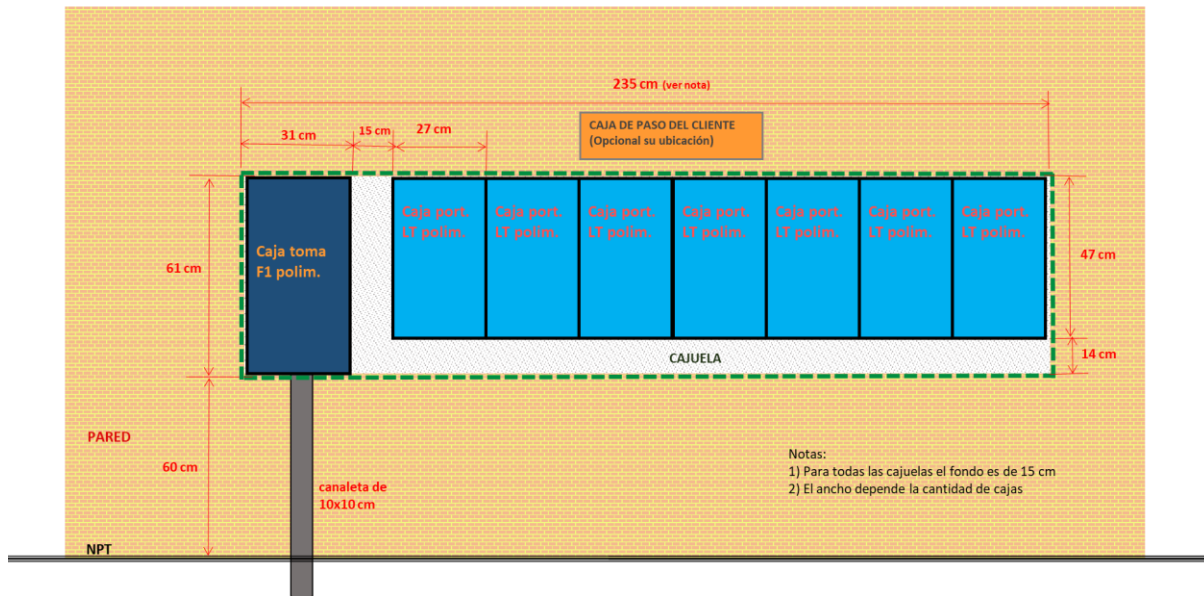 235 cm (ver nota)
CAJA DE PASO DEL CLIENTE
(Opcional su ubicación)
31 cm
15 cm
27 cm
Caja port.
LT polim.
Caja port.
LT polim.
Caja port.
LT polim.
Caja port.
LT polim.
Caja port.
LT polim.
Caja port.
LT polim.
Caja port.
LT polim.
Caja toma
F1 polim.
61 cm
47 cm
CAJUELA
14 cm
PARED
60 cm
canaleta de
10x10 cm
Notas:
1) Para todas las cajuelas el fondo es de 15 cm
2) El ancho depende la cantidad de cajas
NPT